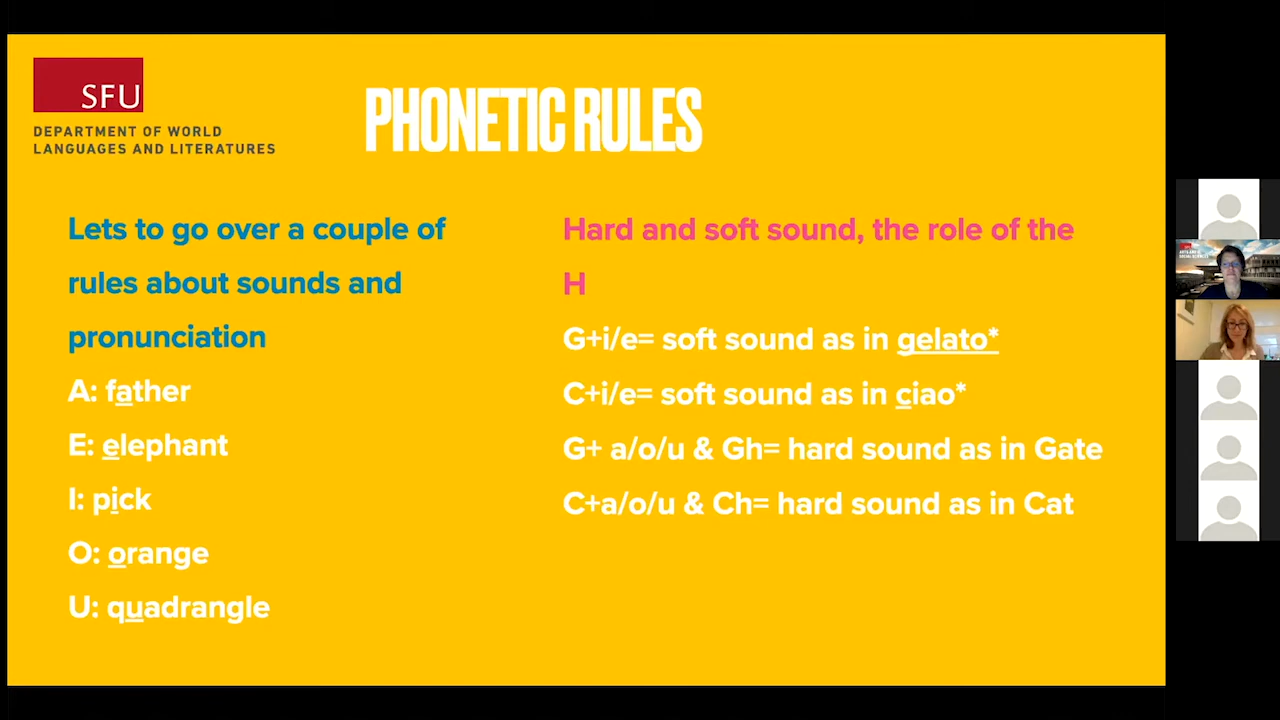 SFU
DEPARTMENT OF WORLD
LANGUAGES AND LITERATURES
PHONETIC RULES
Lets to go over a couple of
rules about sounds and
pronunciation
A: father
E: elephant
I: pick
O: orange
U: quadrangle
Hard and soft sound, the role of the
H
G+i/e= soft sound as in gelato*
C+i/e= soft sound as in ciao*
G+ a/o/u & Gh= hard sound as in Gate
C+a/o/u & Ch= hard sound as in Cat
SFU